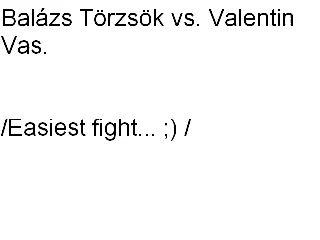 Balázs Törzsök vs. Valentin
Vas.
/Easiest fight... ;) /